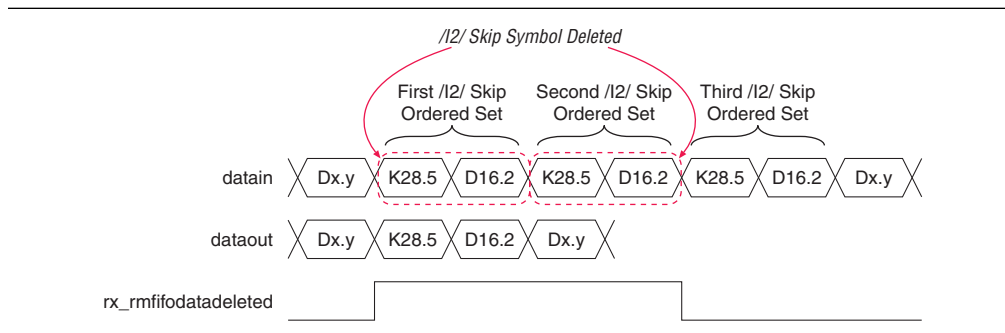 /I2/ Skip Symbol Deleted
First /I2/ Skip
Ordered Set
Second /I2/ Skip
Ordered Set
Third /I2/ Skip
Ordered Set
datain Dx.y K28.5 D16.2 K28.5 D16.2 K28.5 D16.2 Dx.y
dataout Dx.y K28.5 D16.2 Dx.y
rx_rmfifodatadeleted